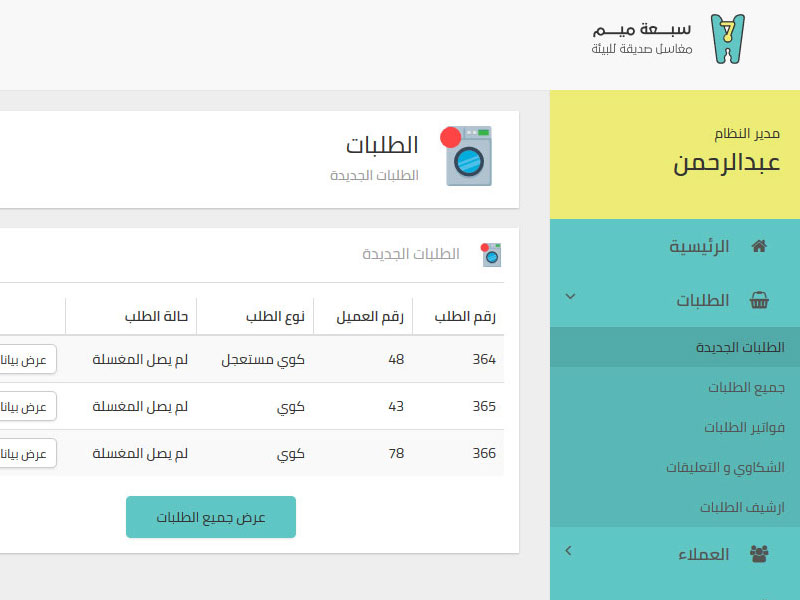 سبـــعة ميـــم
مغاسل صديقة للبيئة
مدير النظام
عبدالرحمن
الرئيسية
الطلبات
الطلبات الجديدة
جميع الطلبات
فواتير الطلبات
الشكاوي و التعليقات
ارشيف الطلبات
العملاء
الطلبات
الطلبات الجديدة
الطلبات الجديدة
رقم الطلب رقم العميل نوع الطلب حالة الطلب
364 48 كوي مستعجل لم يصل المغسلة عرض بيانا
365 43 كوي لم يصل المغسلة عرض بيانا
366 78 كوي لم يصل المغسلة عرض بيانا
عرض جميع الطلبات